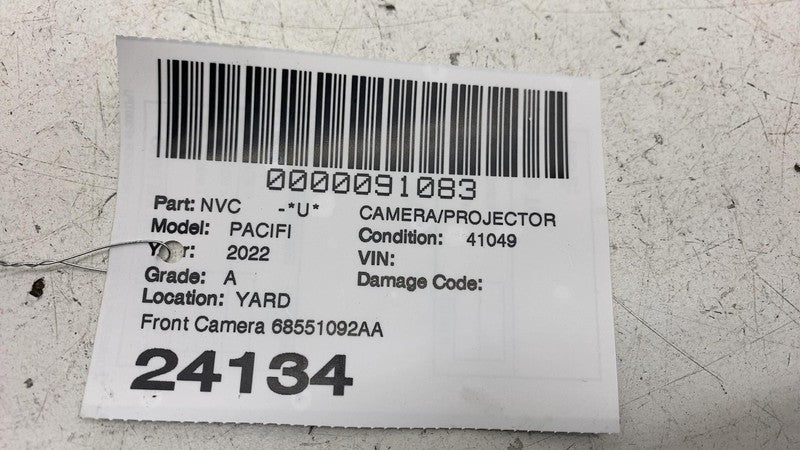 0000091083
Part: NVC -*U* CAMERA/PROJECTOR
Model: PACIFI Condition: 41049
Year: 2022 VIN:
Grade: A Damage Code:
Location: YARD
Front Camera 68551092AA
24134